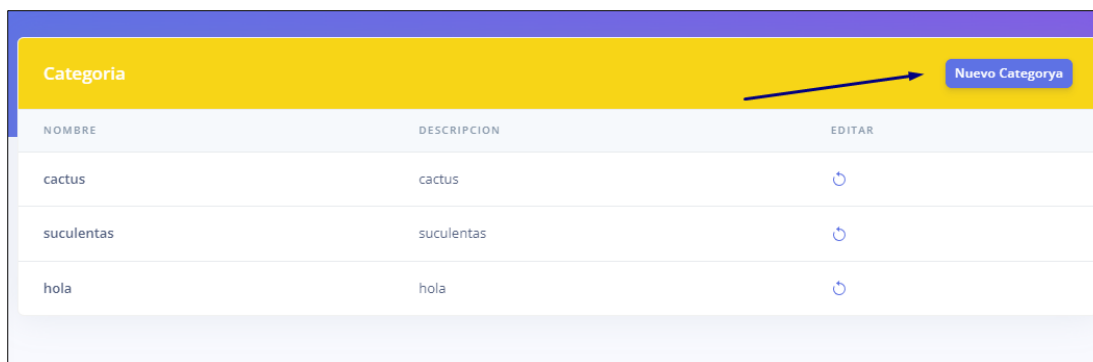 Categoria
Nuevo Categorya
NOMBRE DESCRIPCION EDITAR
cactus cactus
suculentas suculentas
hola hola